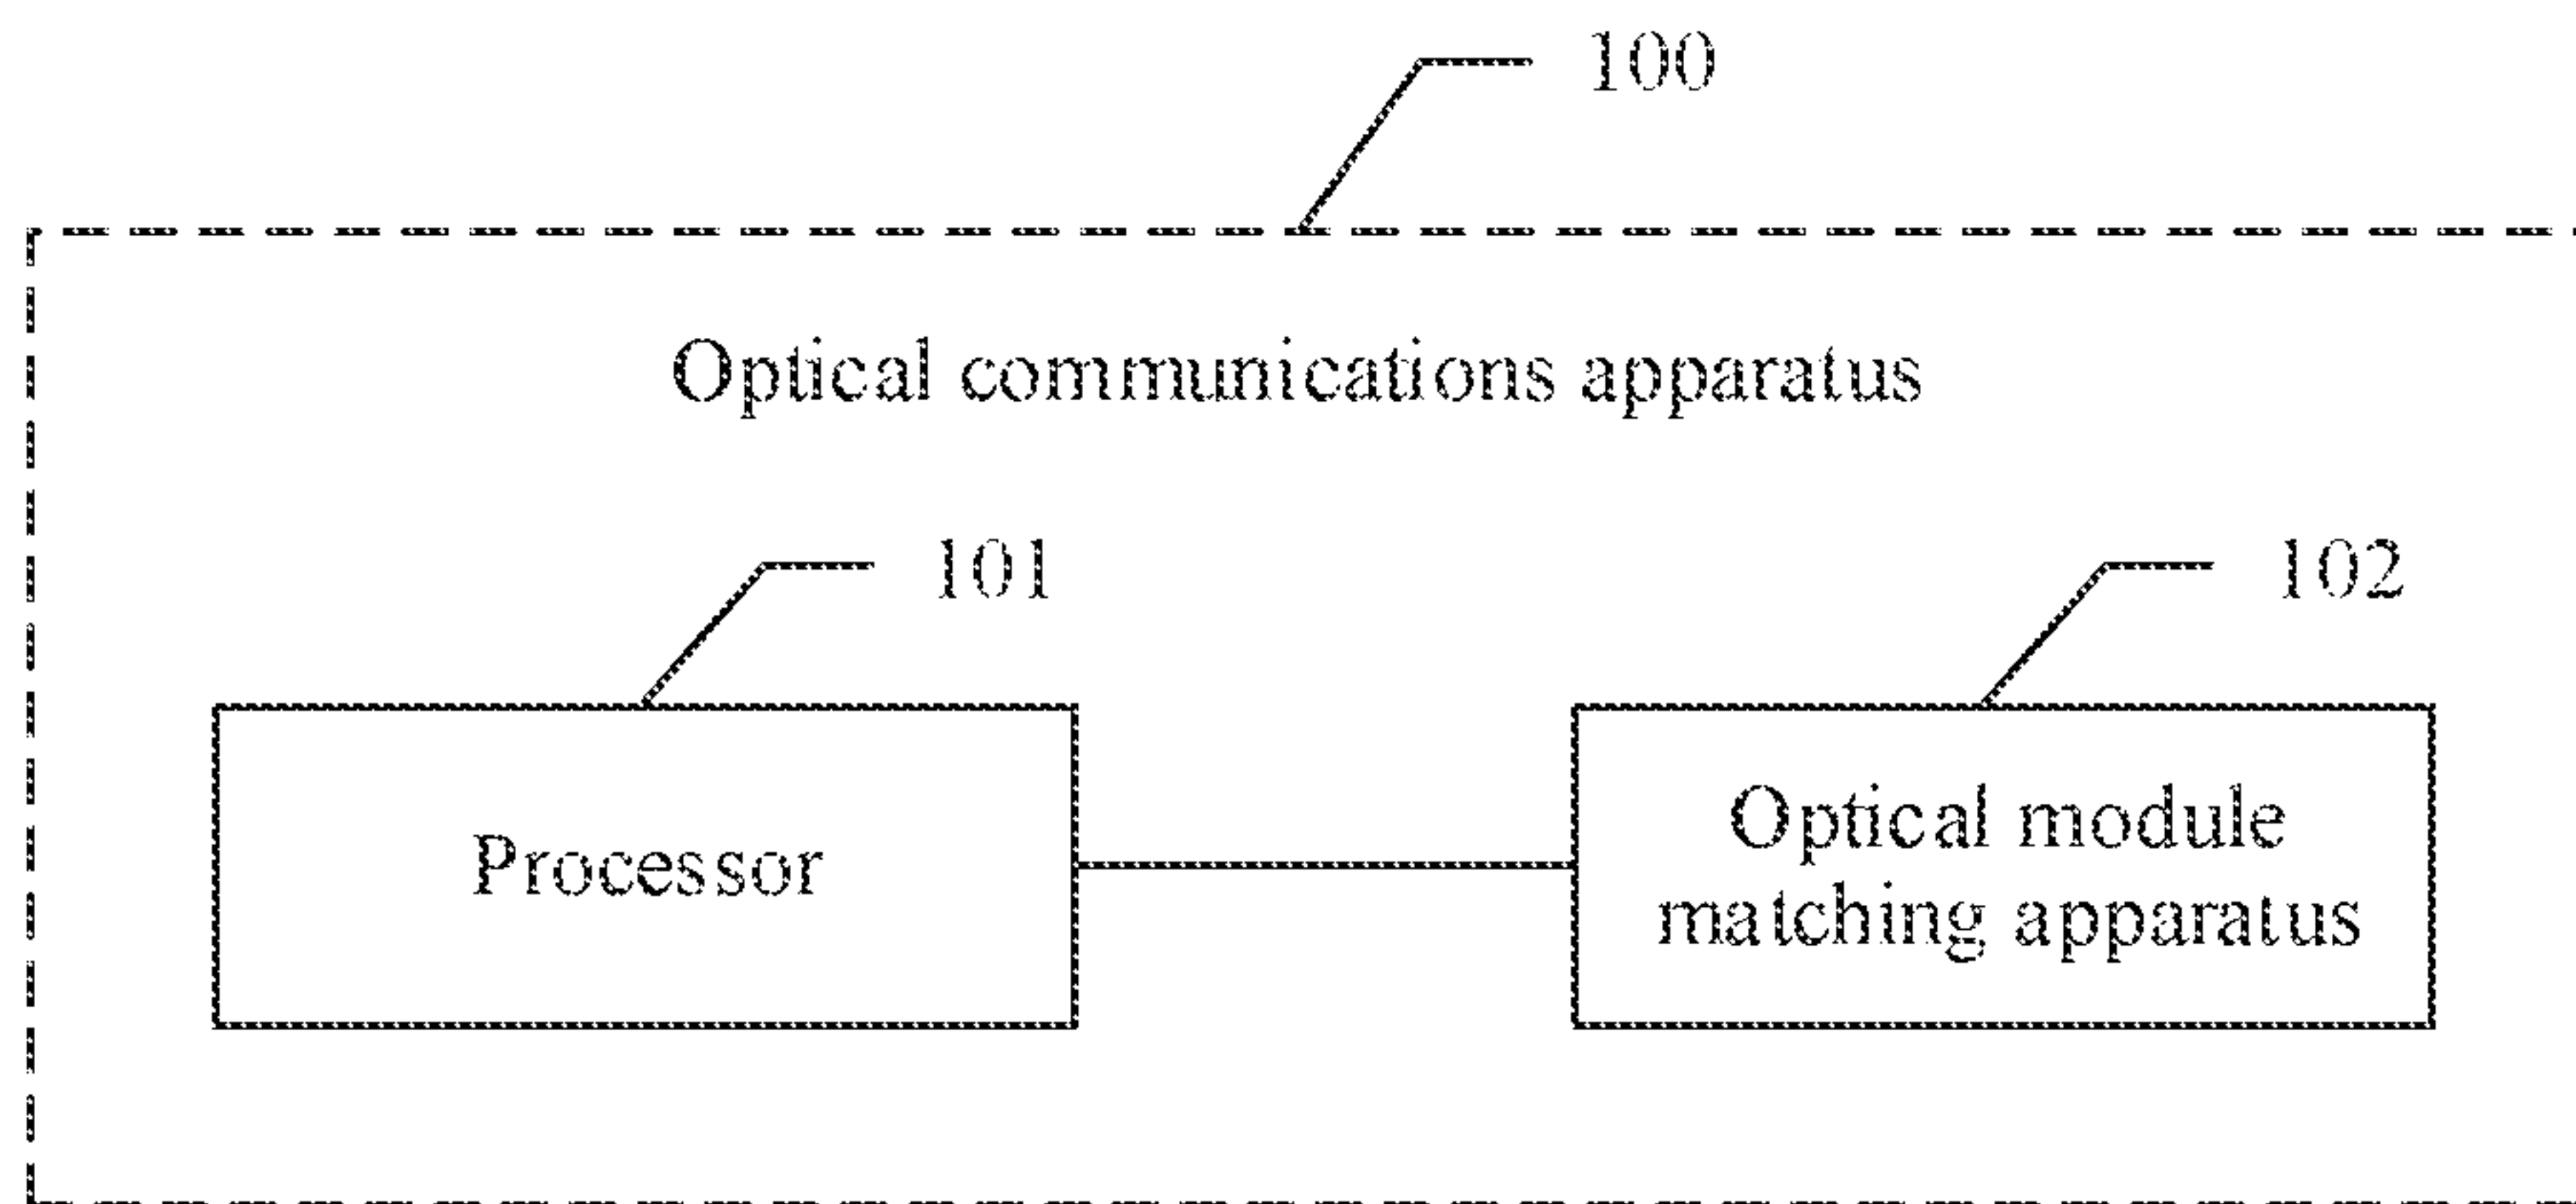 100
Optical communications apparatus
101
102
Processor
Optical module
matching apparatus